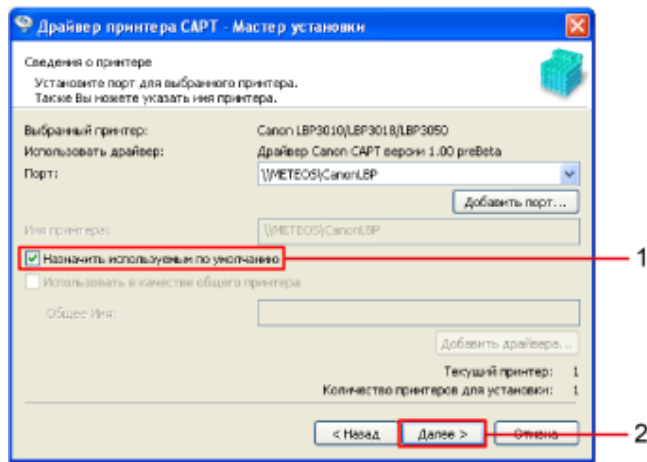 Драйвер принтера CAPT - Мастер установки
Сведения о принтере
Установите порт для выбранного принтера.
Также Вы можете указать имя принтера.
Выбранный принтер: Canon LBP3010/LBP3018/LBP3050
Использовать драйвер: Драйвер Canon CAPT версии 1.00 preBeta
Порт: \\METEOS\CanonLBP
Добавить порт...
Имя принтера: \\METEOS\CanonLBP
Назначить используемым по умолчанию 1
Использовать в качестве общего принтера
Общее Имя:
Добавить драйвера...
Текущий принтер: 1
Количество принтеров для установки: 1
< Назад Далее > Отмена 2